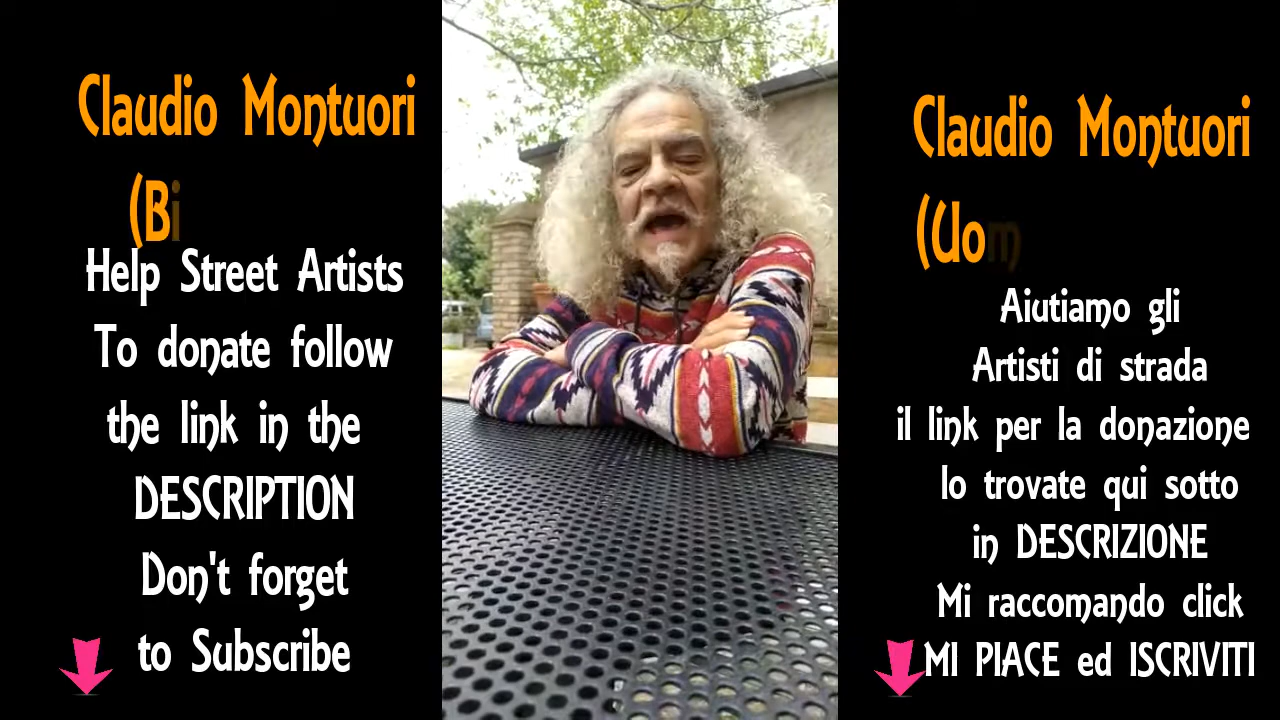 Claudio Montuori
(Bi
Help Street Artists
To donate follow
the link in the
DESCRIPTION
Don't forget
to Subscribe
Claudio Montuori
(Uom
Aiutiamo gli
Artisti di strada
il link per la donazione
lo trovate qui sotto
in DESCRIZIONE
Mi raccomando click
MI PIACE ed ISCRIVITI